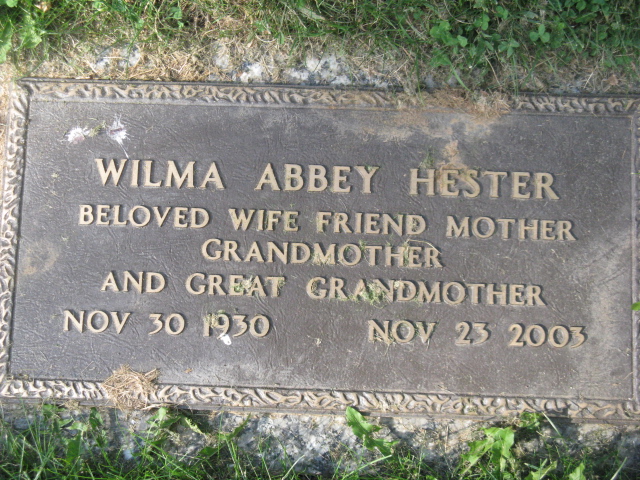 WILMA ABBEY HESTER
BELOVED WIFE FRIEND MOTHER
GRANDMOTHER
AND GREAT GRANDMOTHER
NOV 30 1930 NOV 23 2003